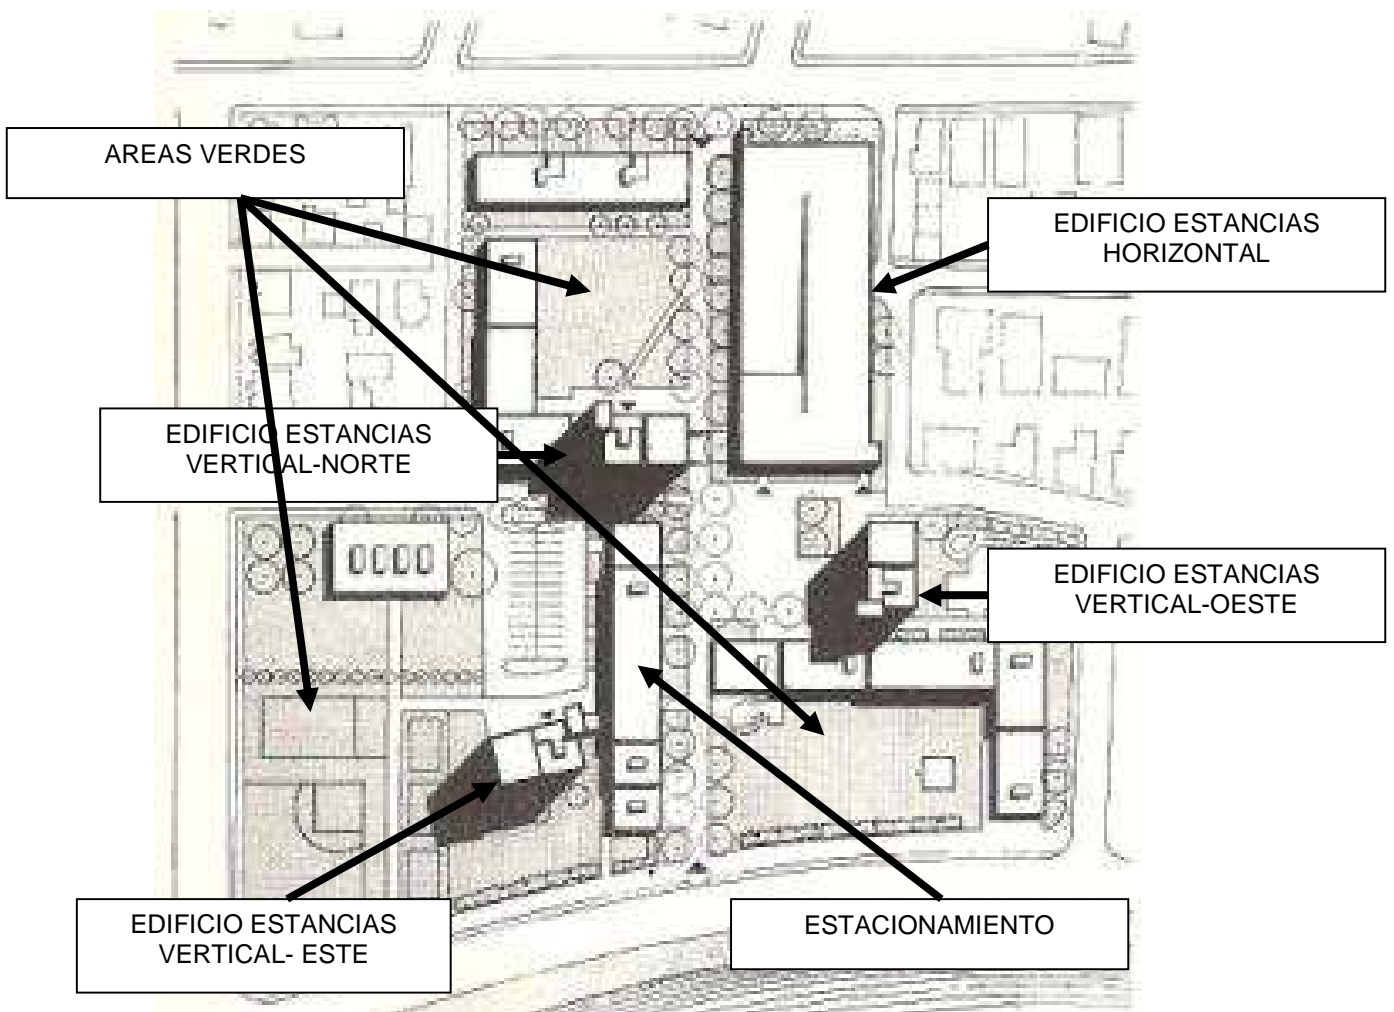 AREAS VERDES
EDIFICIO ESTANCIAS
HORIZONTAL
EDIFICIO ESTANCIAS
VERTICAL-NORTE
EDIFICIO ESTANCIAS
VERTICAL-OESTE
EDIFICIO ESTANCIAS
VERTICAL- ESTE
ESTACIONAMIENTO